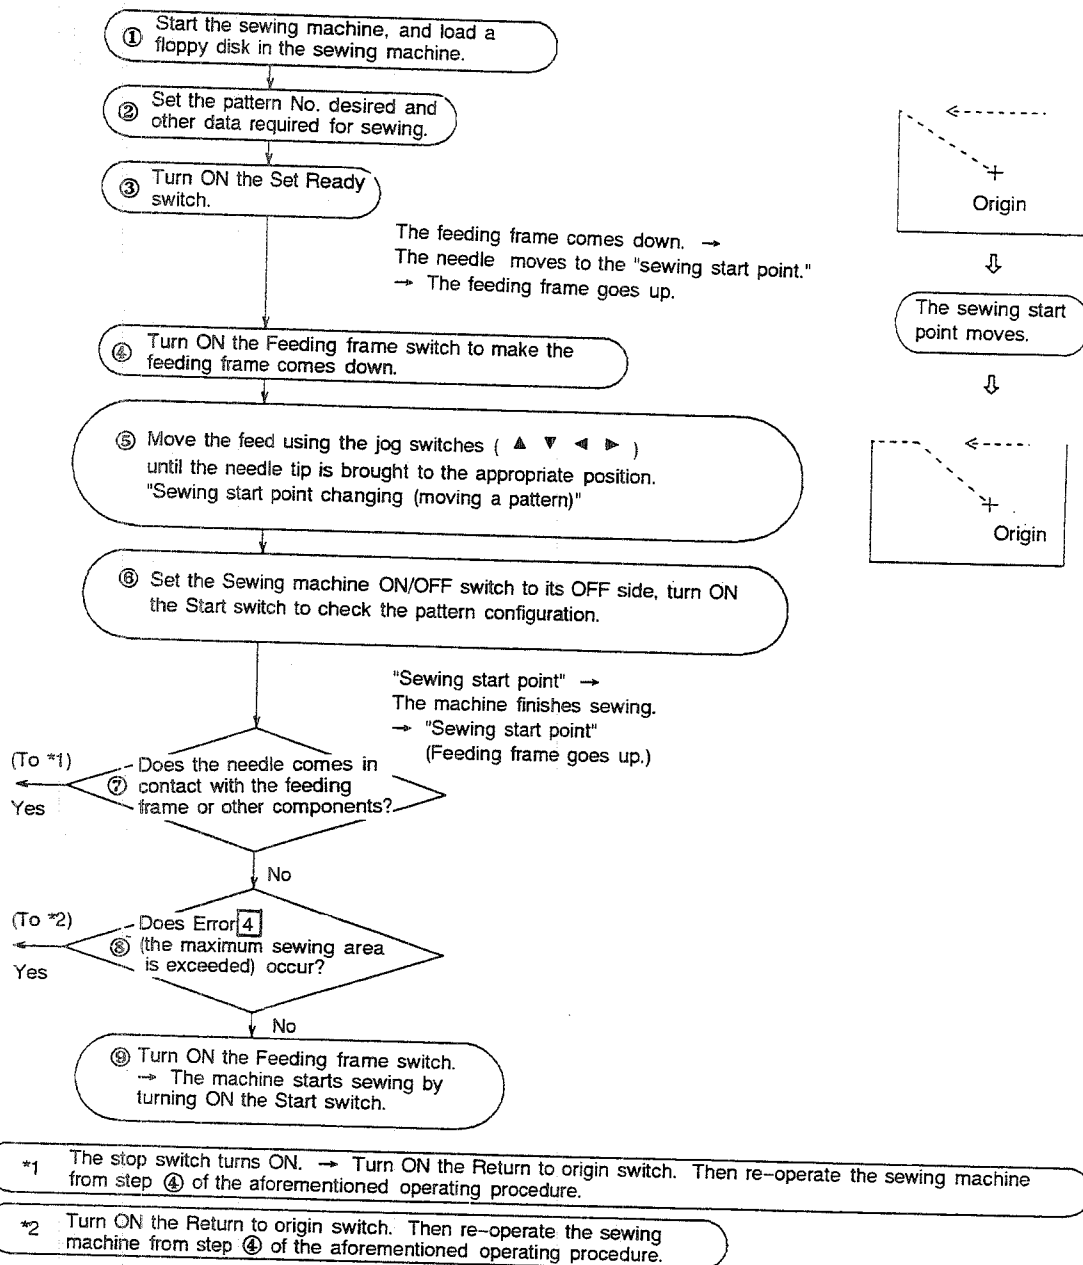 ① Start the sewing machine, and load a
floppy disk in the sewing machine.
② Set the pattern No. desired and
other data required for sewing.
③ Turn ON the Set Ready
switch.
The feeding frame comes down. →
The needle moves to the "sewing start point."
→ The feeding frame goes up.
④ Turn ON the Feeding frame switch to make the
feeding frame comes down.
⑤ Move the feed using the jog switches ( ▲ ▼ ◀ ▶ )
until the needle tip is brought to the appropriate position.
"Sewing start point changing (moving a pattern)"
⑥ Set the Sewing machine ON/OFF switch to its OFF side, turn ON
the Start switch to check the pattern configuration.
"Sewing start point" →
The machine finishes sewing.
→ "Sewing start point"
(Feeding frame goes up.)
(To *1)
Yes
⑦ Does the needle comes in
contact with the feeding
frame or other components?
No
(To *2)
Yes
⑧ Does Error 4
(the maximum sewing area
is exceeded) occur?
No
⑨ Turn ON the Feeding frame switch.
→ The machine starts sewing by
turning ON the Start switch.
Origin
The sewing start
point moves.
Origin
*1 The stop switch turns ON. → Turn ON the Return to origin switch. Then re-operate the sewing machine
from step ④ of the aforementioned operating procedure.
*2 Turn ON the Return to origin switch. Then re-operate the sewing
machine from step ④ of the aforementioned operating procedure.